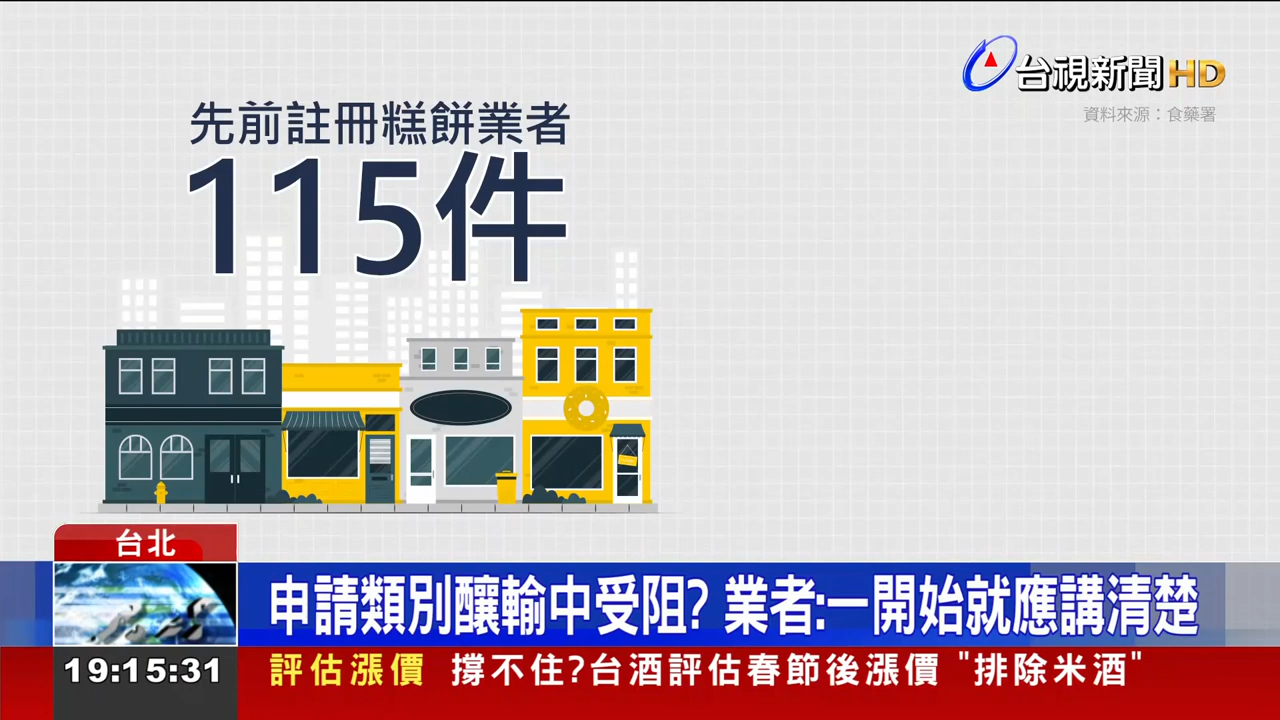 台視新聞HD
資料來源：食藥署
先前註冊糕餅業者
115件
台北
申請類別釀輸中受阻? 業者:一開始就應講清楚
19:15:31
評估漲價 撐不住?台酒評估春節後漲價 "排除米酒"